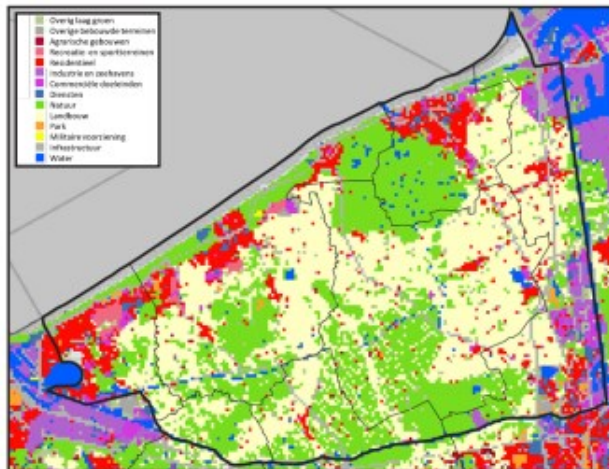 Overig laag groen
Overige bebouwde terreinen
Agrarische gebouwen
Recreatie- en sportterreinen
Residentieel
Industrie en zeehavens
Commerciële doeleinden
Diensten
Natuur
Landbouw
Park
Militaire voorziening
Infrastructuur
Water